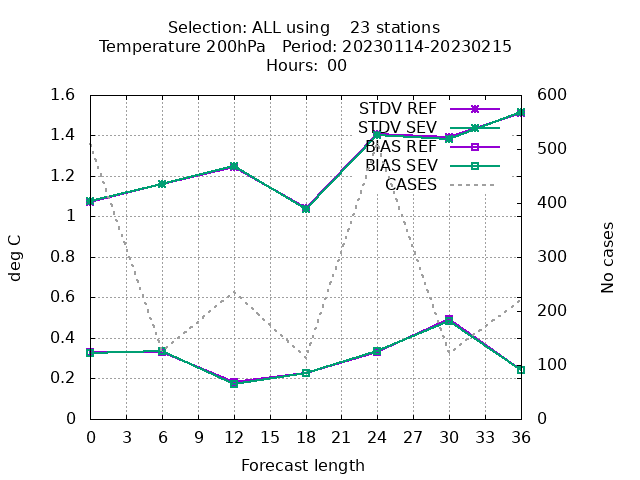 Selection: ALL using    23 stations
Temperature 200hPa   Period: 20230114-20230215
Hours:  00
STDV REF
STDV SEV
BIAS REF
BIAS SEV
CASES
deg C
No cases
1.6
1.4
1.2
1
0.8
0.6
0.4
0.2
0
600
500
400
300
200
100
0
0 3 6 9 12 15 18 21 24 27 30 33 36
Forecast length